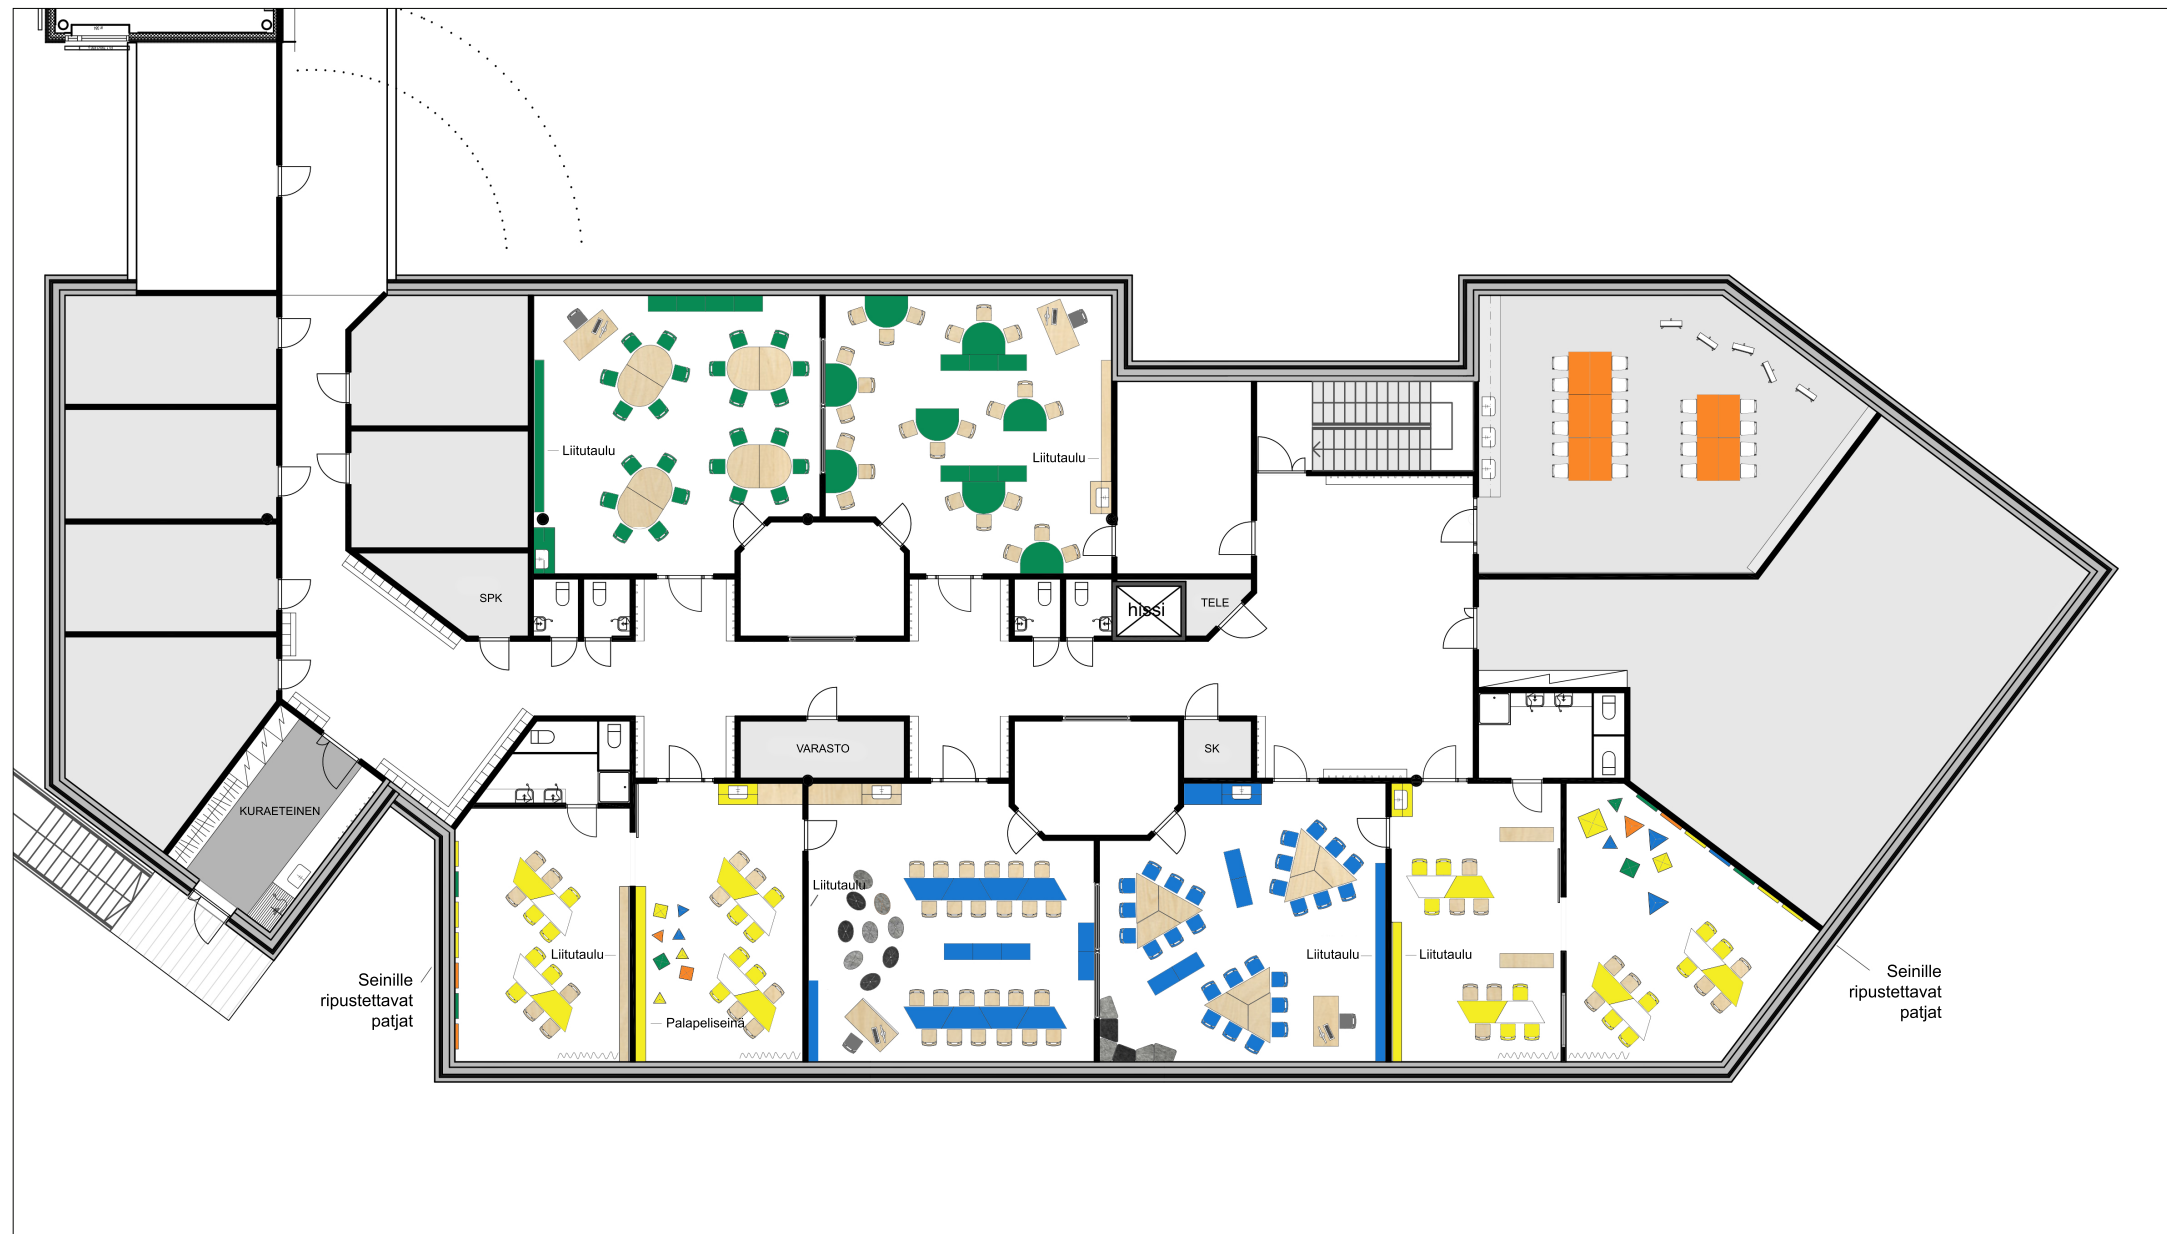 Liitutaulu
Liitutaulu
SPK
hissi
TELE
VARASTO
SK
KURAETEINEN
Liitutaulu
Liitutaulu
Liitutaulu
Liitutaulu
Palapeliseinä
Seinille
ripustettavat
patjat
Seinille
ripustettavat
patjat